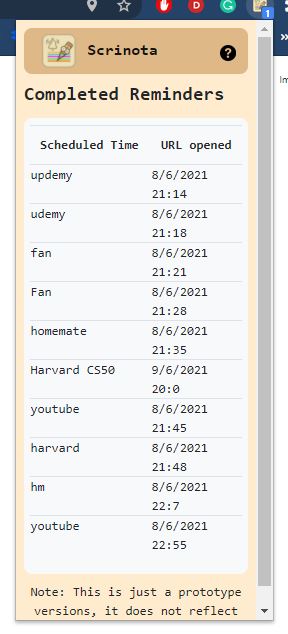 D
G
1
»
Scrinota
?
Im
Completed Reminders
Scheduled Time URL opened
updemy 8/6/2021
21:14
udemy 8/6/2021
21:18
fan 8/6/2021
21:21
Fan 8/6/2021
21:28
homemate 8/6/2021
21:35
Harvard CS50 9/6/2021
20:0
youtube 8/6/2021
21:45
harvard 8/6/2021
21:48
hm 8/6/2021
22:7
youtube 8/6/2021
22:55
Note: This is just a prototype
versions, it does not reflect